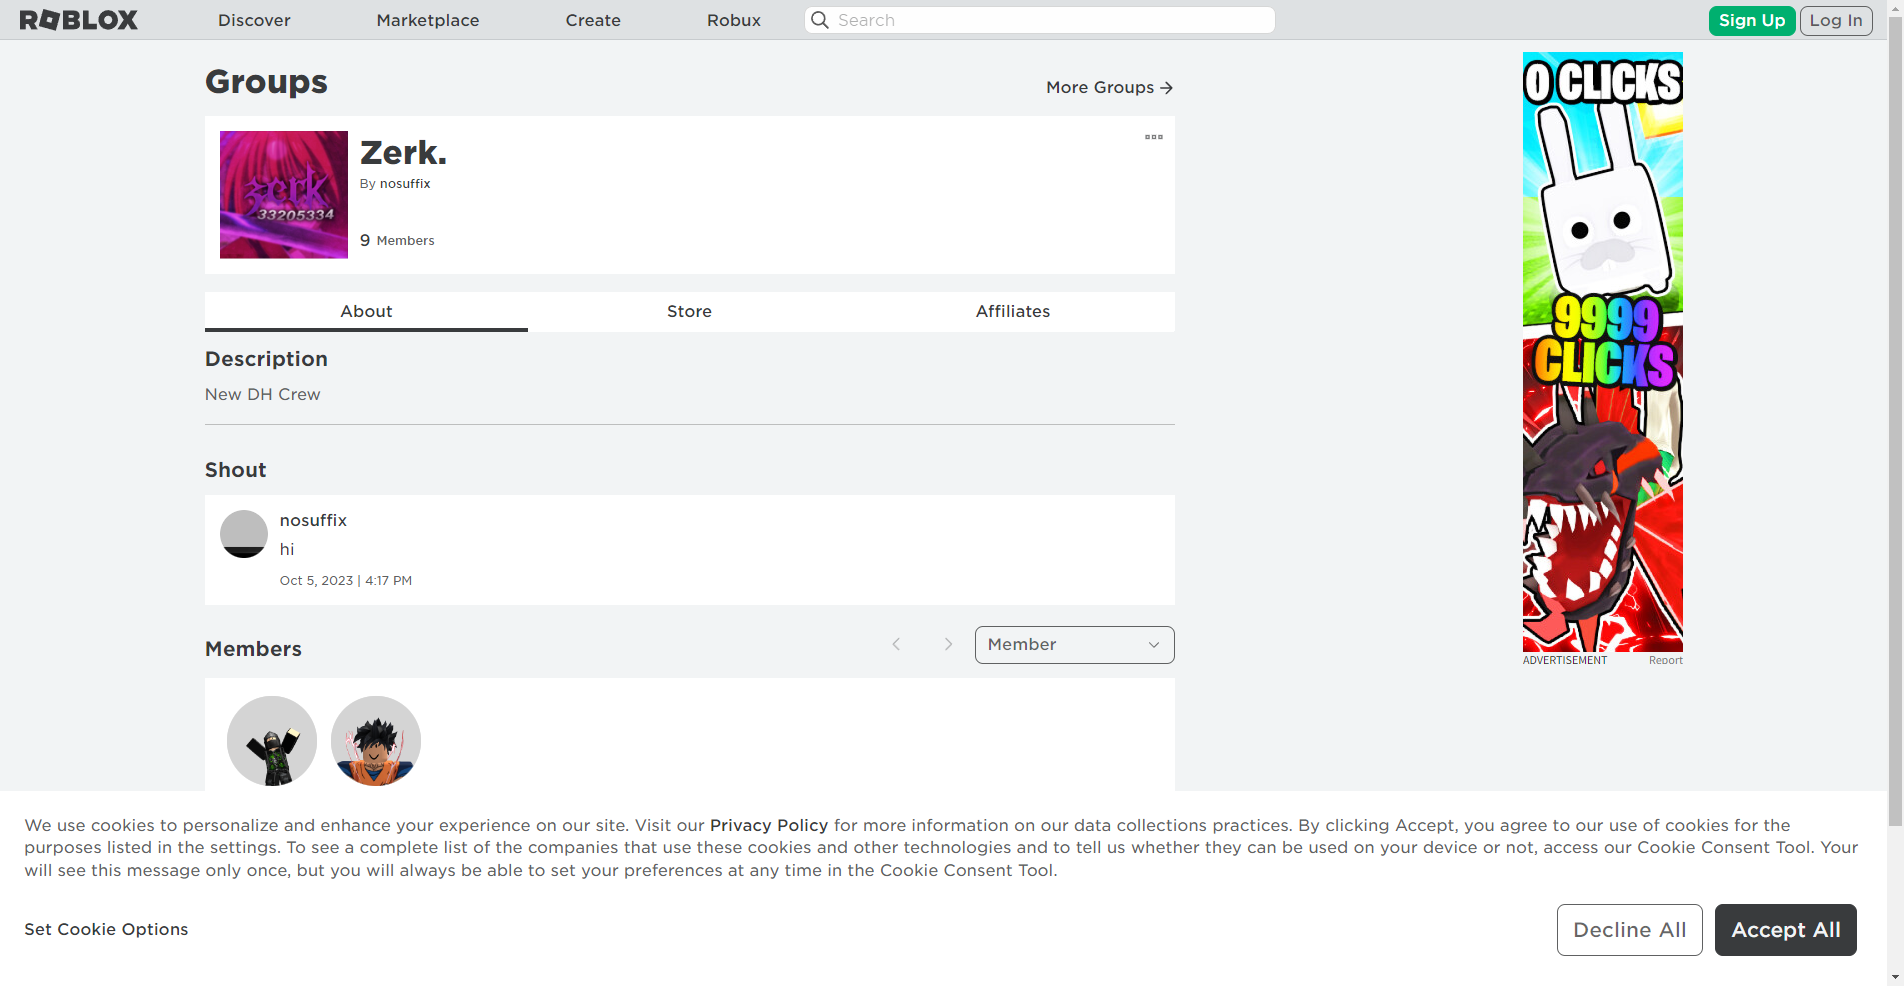 ROBLOX Discover Marketplace Create Robux Search Sign Up Log In
Groups
More Groups
zerk
33205334
Zerk.
By nosuffix
9 Members
About Store Affiliates
Description
New DH Crew
Shout
nosuffix
hi
Oct 5, 2023 | 4:17 PM
Members
Member
0 CLICKS
9999
CLICKS
ADVERTISEMENT Report
We use cookies to personalize and enhance your experience on our site. Visit our Privacy Policy for more information on our data collections practices. By clicking Accept, you agree to our use of cookies for the
purposes listed in the settings. To see a complete list of the companies that use these cookies and other technologies and to tell us whether they can be used on your device or not, access our Cookie Consent Tool. Your
will see this message only once, but you will always be able to set your preferences at any time in the Cookie Consent Tool.
Set Cookie Options
Decline All
Accept All